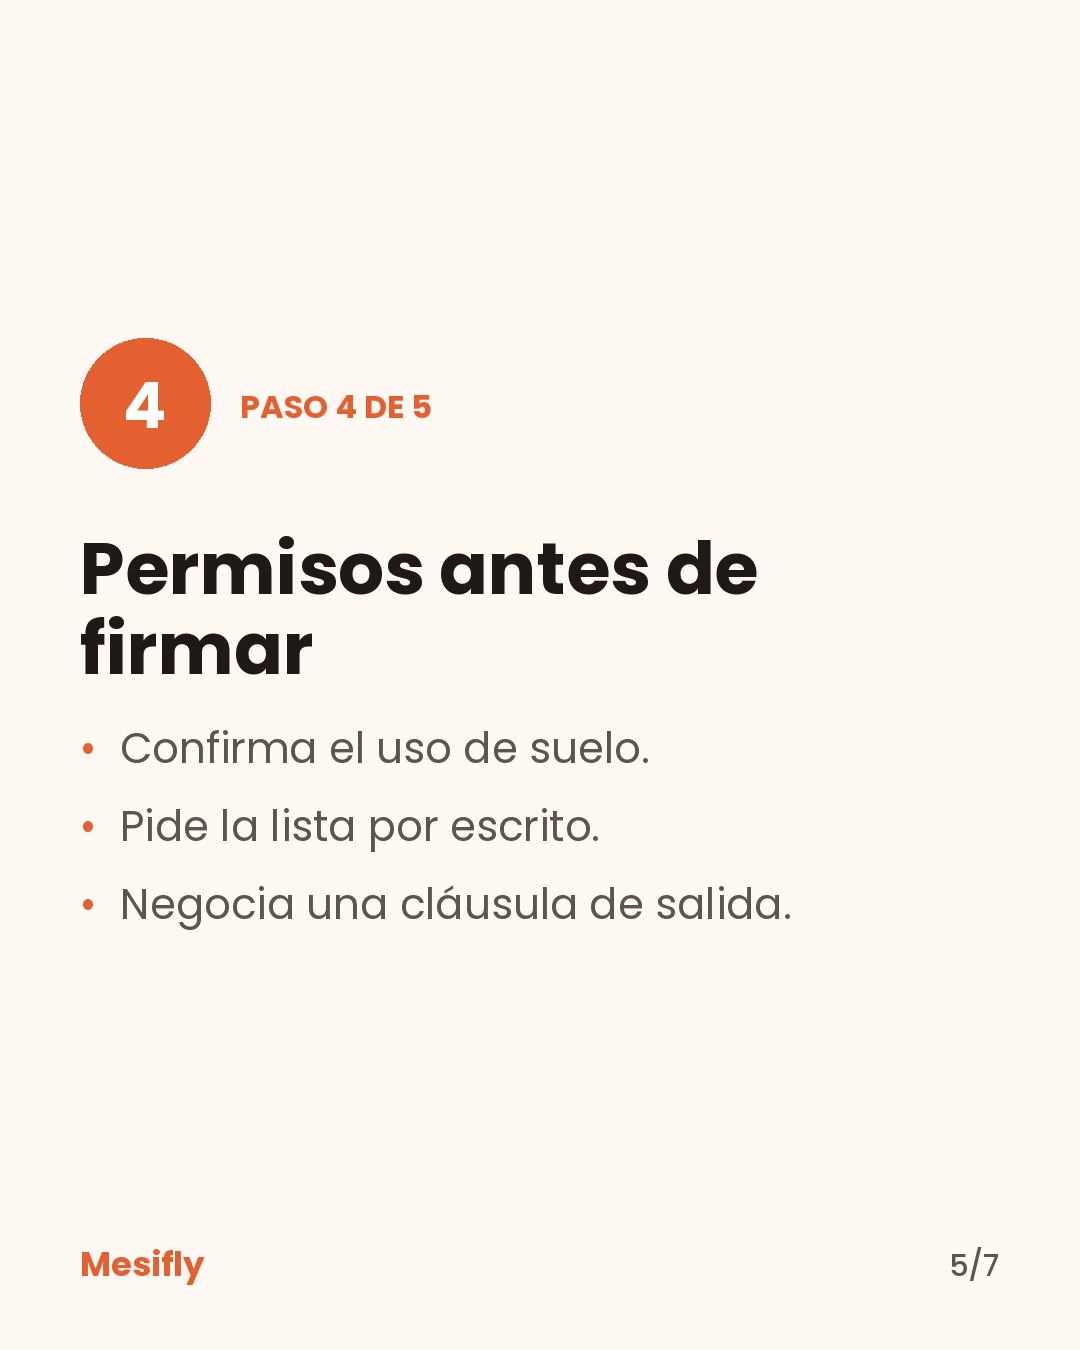 4
PASO 4 DE 5
Permisos antes de
firmar
• Confirma el uso de suelo.
• Pide la lista por escrito.
• Negocia una cláusula de salida.
Mesifly
5/7